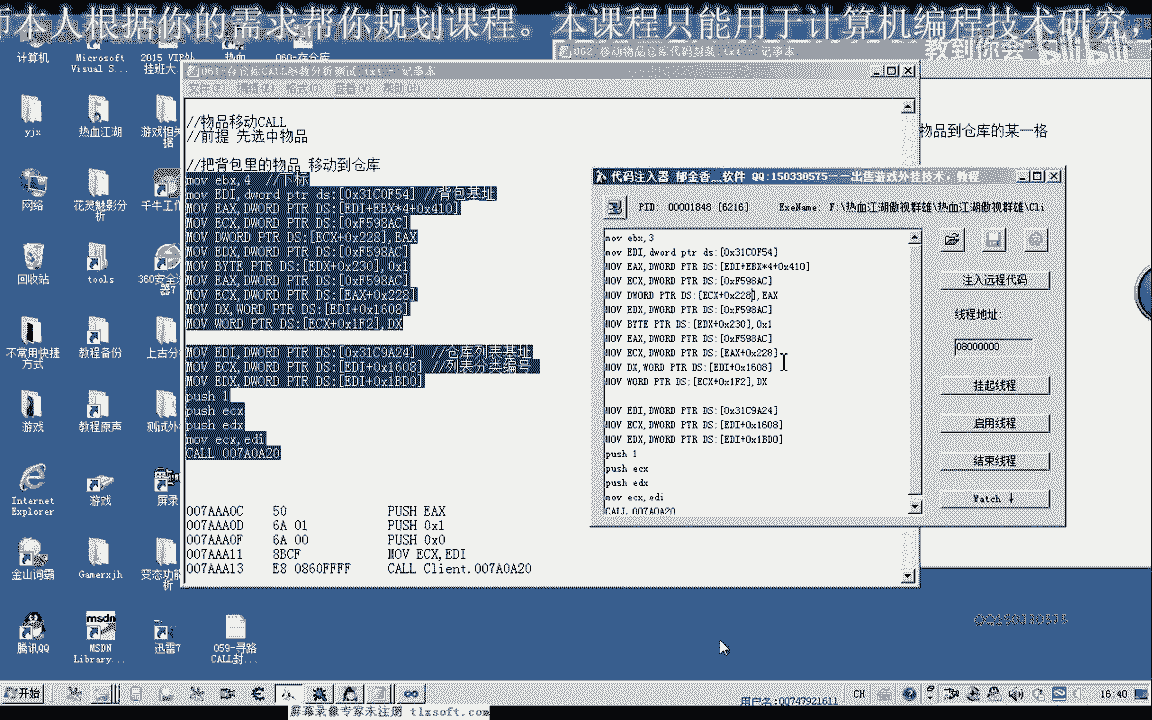 师本人根据你的需求帮你规划课程。本课程只能用于计算机编程技术研究，
教到你会
bilibili
计算机
Microsoft Visual S...
2015 VIP外挂班大
热血
060-存仓库
yjx
热血江湖
游戏相关
网络
花灵魅影分析
千年工
回收站
tools
360安全
器7
不常用快捷方式
教程备份
上古分
游戏
教程原声
测试外
Internet Explorer
游戏
屏录
金山词霸
Gamerxjh
变态功能
析
腾讯QQ
MSDN Library...
迅雷7
059-寻路CALL封...
062-移动物品仓库代码封装.txt - 记事本
物品到仓库的某一格
061-存仓库CALL参数分析测试.txt - 记事本
文件(F) 编辑(E) 格式(O) 查看(V) 帮助(H)
//物品移动CALL
//前提 先选中物品
//把背包里的物品 移动到仓库
mov ebx,4 //下标
mov EDI,dword ptr ds:[0x31C0F54] //背包基址
MOV EAX,DWORD PTR DS:[EDI+EBX*4+0x410]
MOV ECX,DWORD PTR DS:[0xF598AC]
MOV DWORD PTR DS:[ECX+0x228],EAX
MOV EDX,DWORD PTR DS:[0xF598AC]
MOV BYTE PTR DS:[EDX+0x230],0x1
MOV EAX,DWORD PTR DS:[0xF598AC]
MOV ECX,DWORD PTR DS:[EAX+0x228]
MOV DX,WORD PTR DS:[EDI+0x1608]
MOV WORD PTR DS:[ECX+0x1F2],DX
MOV EDI,DWORD PTR DS:[0x31C9A24] //仓库列表基址
MOV ECX,DWORD PTR DS:[EDI+0x1608] //列表分类编号
MOV EDX,DWORD PTR DS:[EDI+0x1BD0]
push 1
push ecx
push edx
mov ecx,edi
CALL 007A0A20
007AAA0C 50 PUSH EAX
007AAA0D 6A 01 PUSH 0x1
007AAA0F 6A 00 PUSH 0x0
007AAA11 8BCF MOV ECX,EDI
007AAA13 E8 0860FFFF CALL Client.007A0A20
代码注入器 郁金香灬软件 QQ:150330575--出售游戏外挂技术，教程
PID: 00001848 [6216] ExeName: F:\热血江湖傲视群雄\热血江湖傲视群雄\Cli
mov ebx,3
mov EDI,dword ptr ds:[0x31C0F54]
MOV EAX,DWORD PTR DS:[EDI+EBX*4+0x410]
MOV ECX,DWORD PTR DS:[0xF598AC]
MOV DWORD PTR DS:[ECX+0x228],EAX
MOV EDX,DWORD PTR DS:[0xF598AC]
MOV BYTE PTR DS:[EDX+0x230],0x1
MOV EAX,DWORD PTR DS:[0xF598AC]
MOV ECX,DWORD PTR DS:[EAX+0x228]
MOV DX,WORD PTR DS:[EDI+0x1608]
MOV WORD PTR DS:[ECX+0x1F2],DX
MOV EDI,DWORD PTR DS:[0x31C9A24]
MOV ECX,DWORD PTR DS:[EDI+0x1608]
MOV EDX,DWORD PTR DS:[EDI+0x1BD0]
push 1
push ecx
push edx
mov ecx,edi
CALL 007A0A20
注入远程代码
线程地址:
08000000
挂起线程
启用线程
结束线程
Watch ↓
开始
用户名:00747921611
CH
16:40
屏幕录像专家未注册 tlxsoft.com